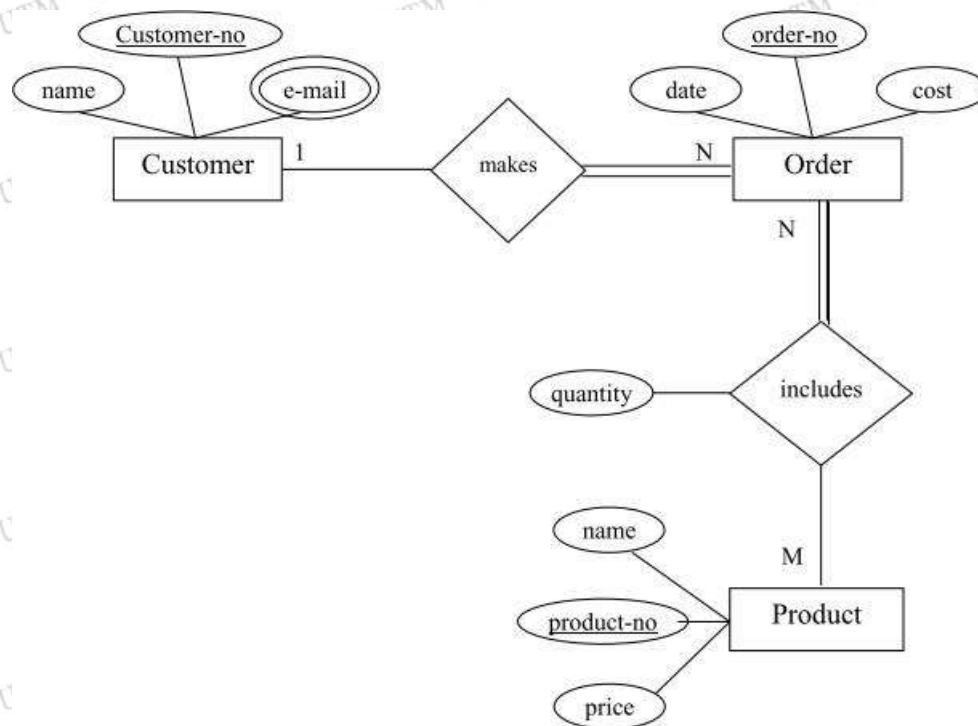 UTM
Customer-no
order-no
name
e-mail
date
cost
Customer
1
makes
N
Order
N
quantity
includes
name
M
product-no
Product
price